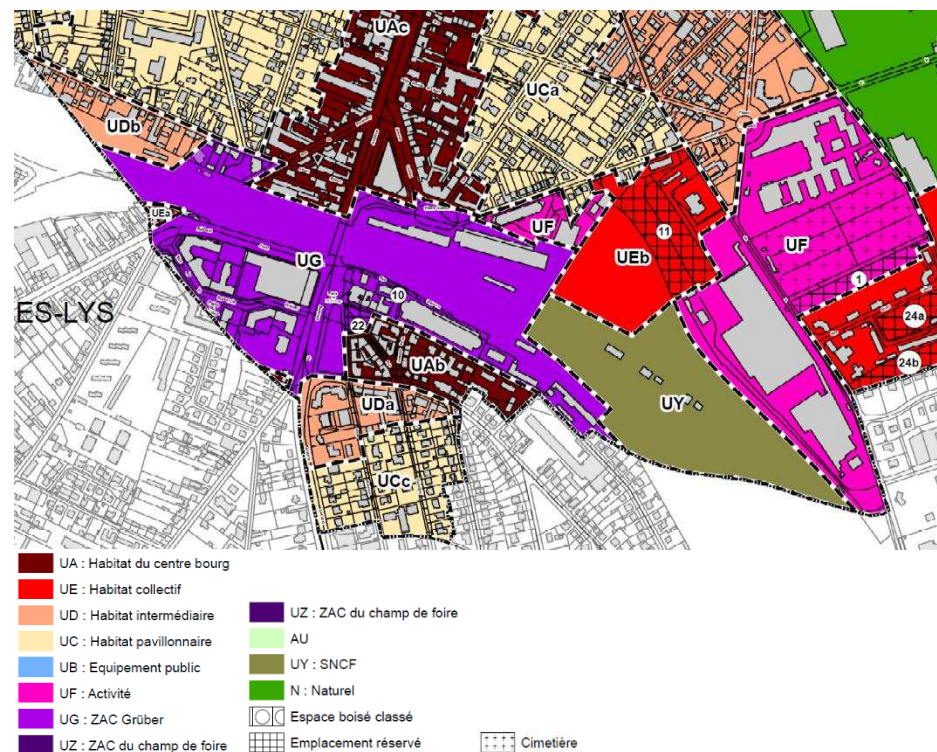 UAc
UCa
UDb
UEa
UF
UEb
11
UF
UG
10
1
ES-LYS
22
24a
UAb
24b
UDa
UY
UCc
UA : Habitat du centre bourg
UE : Habitat collectif
UD : Habitat intermédiaire
UC : Habitat pavillonnaire
UB : Equipement public
UF : Activité
UG : ZAC Grüber
UZ : ZAC du champ de foire
UZ : ZAC du champ de foire
AU
UY : SNCF
N : Naturel
Espace boisé classé
Emplacement réservé
Cimetière